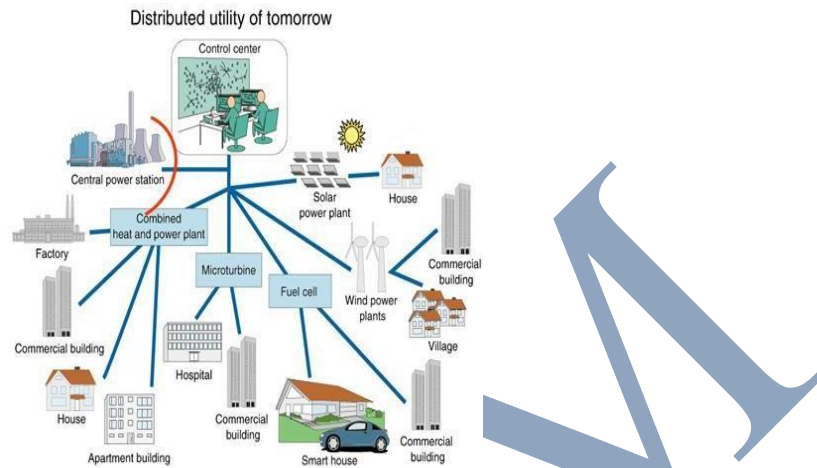 Distributed utility of tomorrow
Control center
Central power station
Solar
power plant
House
Combined
heat and power plant
Factory
Microturbine
Fuel cell
Wind power
plants
Commercial
building
Village
Commercial building
Hospital
House
Commercial
building
Apartment building
Smart house
Commercial
building
M